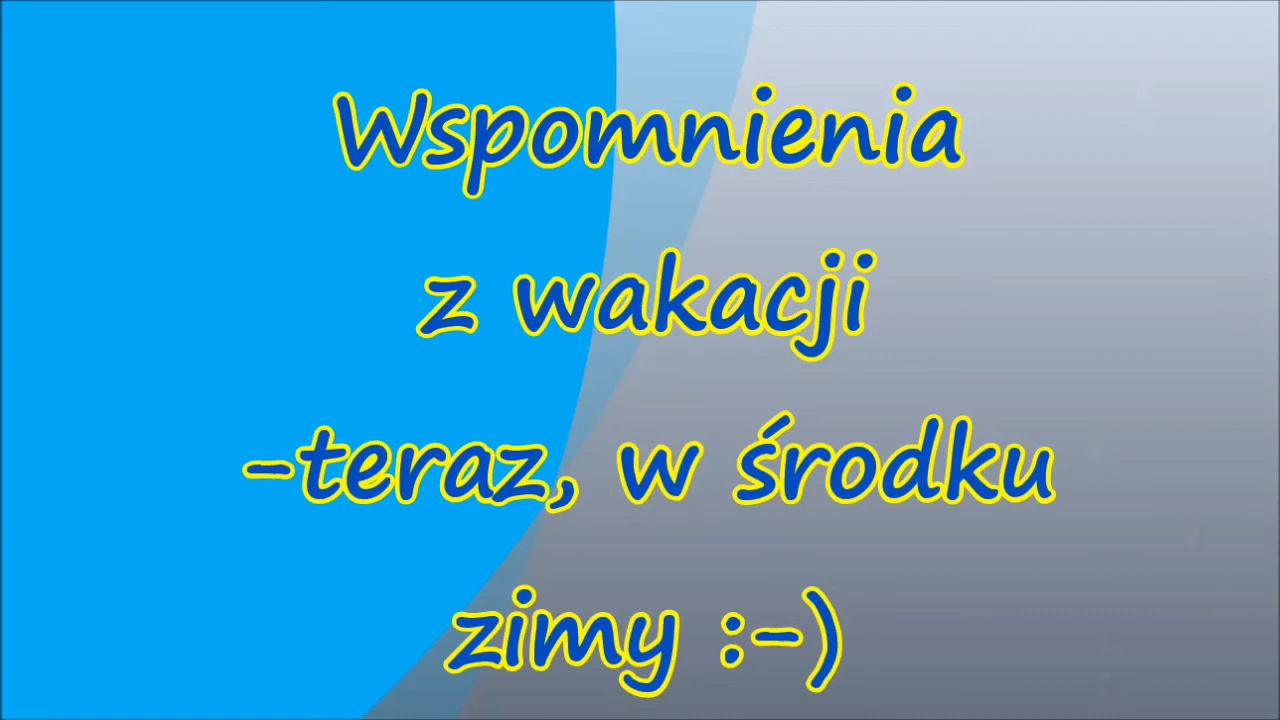 Wspomnienia
z wakacji
-teraz, w środku
zimy :-)